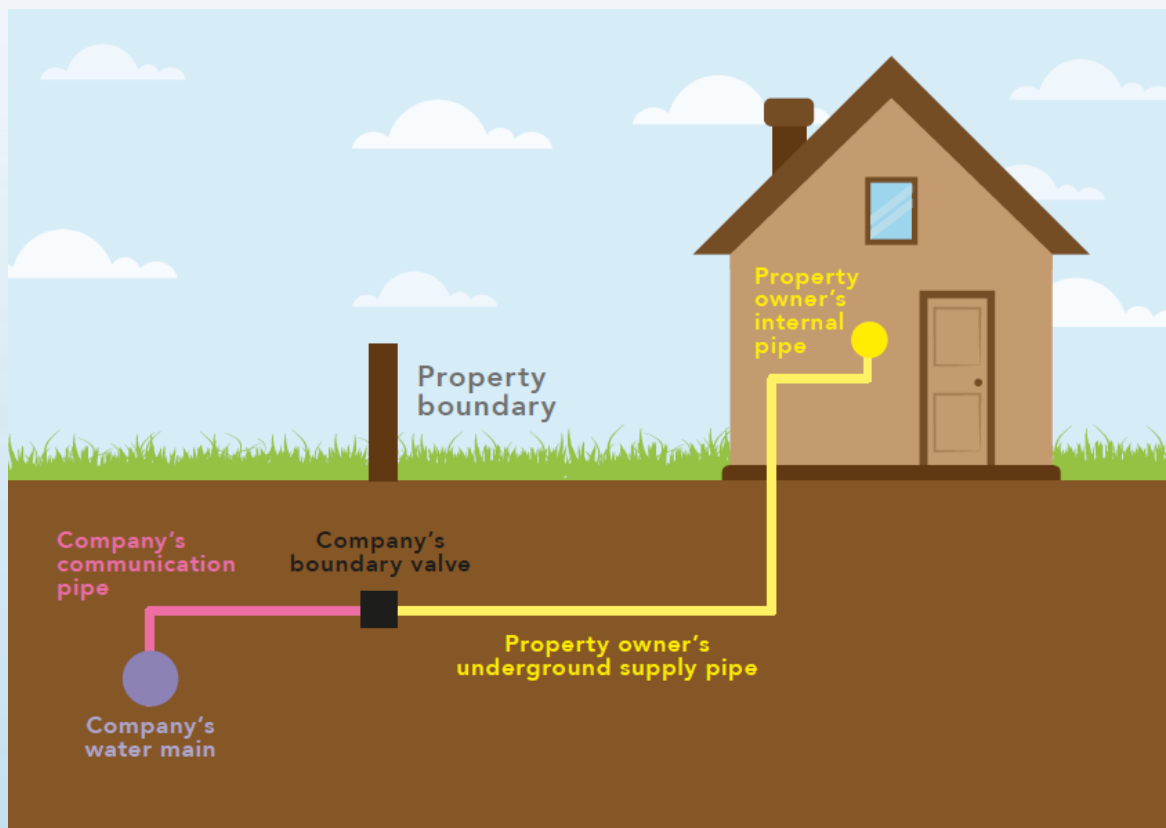 Property
owner's
internal
pipe
Property
boundary
Company's
communication
pipe
Company's
boundary valve
Property owner's
underground supply pipe
Company's
water main